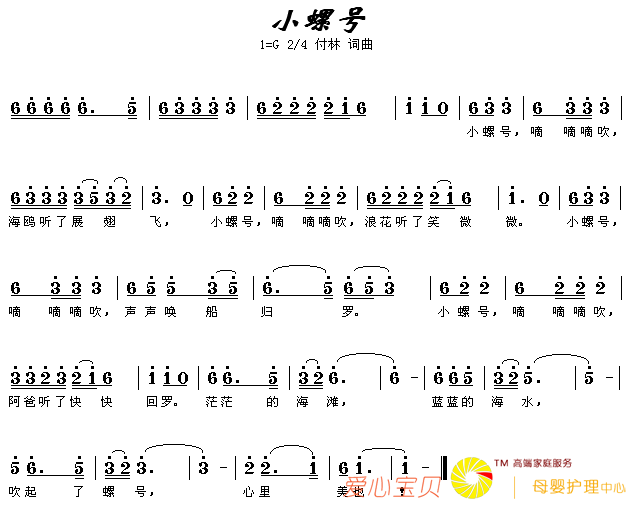 小螺号
1=G 2/4 付林 词曲
6 6 6 6 6. 5 | 6 3 3 3 3 | 6 2 2 2 2 1 6 | 1 1 0 | 6 3 3 | 6 3 3 3 |
小螺号，嘀 嘀嘀吹，
6 3 3 3 3 5 3 2 | 3. 0 | 6 2 2 | 6 2 2 2 | 6 2 2 2 2 1 6 | 1. 0 | 6 3 3 |
海鸥听了展 翅 飞， 小螺号，嘀 嘀嘀吹，浪花听了笑 微 微。 小螺号，
6 3 3 3 | 6 5 5 3 5 | 6. 5 | 6 5 3 | 6 2 2 | 6 2 2 2 |
嘀 嘀嘀吹，声声唤 船 归 罗。 小螺号，嘀 嘀嘀吹，
3 3 2 3 2 1 6 | 1 1 0 | 6 6. 5 | 3 2 6. | 6 - | 6 6 5 | 3 2 5. | 5 - |
阿爸听了快 快 回罗。茫茫 的 海 滩， 蓝蓝的 海 水，
5 6. 5 | 3 2 3. | 3 - | 2 2. 1 | 6 1. | 1 -
吹起 了 螺 号， 心里 美也
爱心宝贝
TM 高端家庭服务
母婴护理中心